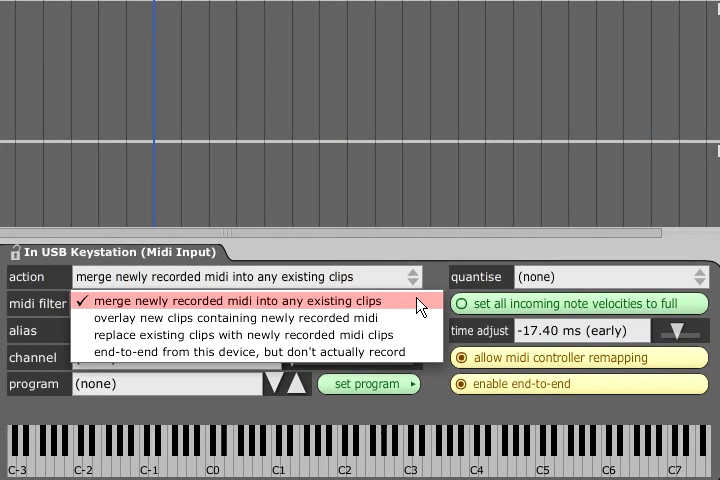 In USB Keystation (Midi Input)
action
merge newly recorded midi into any existing clips
quantise
(none)
midi filter
✓ merge newly recorded midi into any existing clips
set all incoming note velocities to full
overlay new clips containing newly recorded midi
alias
replace existing clips with newly recorded midi clips
time adjust
-17.40 ms (early)
end-to-end from this device, but don't actually record
channel
allow midi controller remapping
program
(none)
set program
enable end-to-end
C-3 C-2 C-1 C0 C1 C2 C3 C4 C5 C6 C7